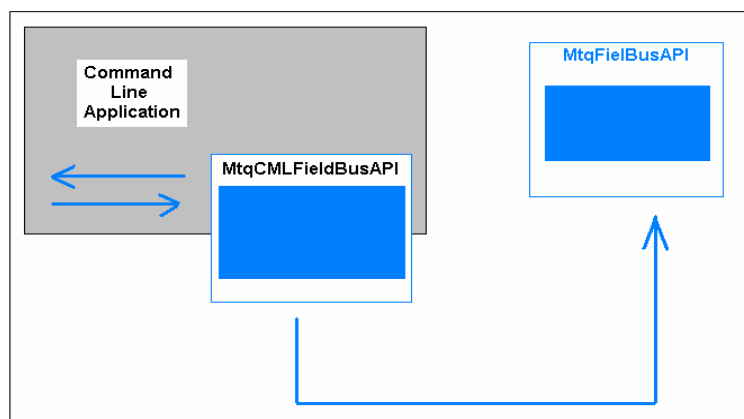 Command
Line
Application
MtqCMLFieldBusAPI
MtqFielBusAPI